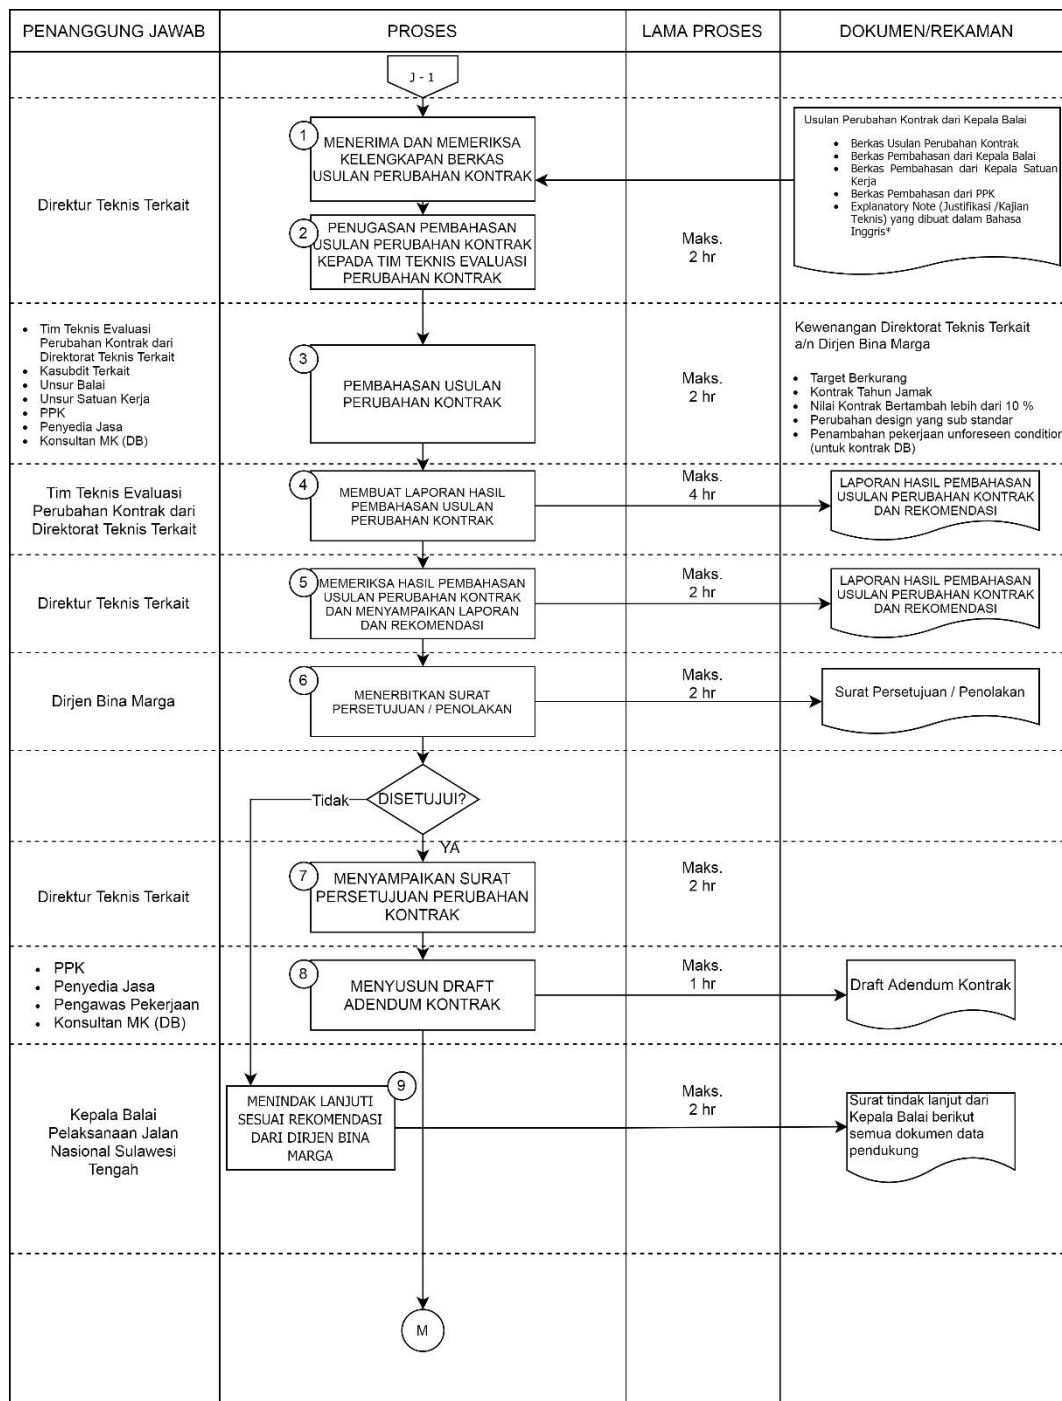 PENANGGUNG JAWAB
PROSES
LAMA PROSES
DOKUMEN/REKAMAN
J - 1
Direktur Teknis Terkait
1
MENERIMA DAN MEMERIKSA
KELENGKAPAN BERKAS
USULAN PERUBAHAN KONTRAK
2
PENUGASAN PEMBAHASAN
USULAN PERUBAHAN KONTRAK
KEPADA TIM TEKNIS EVALUASI
PERUBAHAN KONTRAK
Maks.
2 hr
Usulan Perubahan Kontrak dari Kepala Balai
• Berkas Usulan Perubahan Kontrak
• Berkas Pembahasan dari Kepala Balai
• Berkas Pembahasan dari Kepala Satuan
Kerja
• Berkas Pembahasan dari PPK
• Explanatory Note (Justifikasi /Kajian
Teknis) yang dibuat dalam Bahasa
Inggris*
• Tim Teknis Evaluasi
Perubahan Kontrak dari
Direktorat Teknis Terkait
• Kasubdit Terkait
• Unsur Balai
• Unsur Satuan Kerja
• PPK
• Penyedia Jasa
• Konsultan MK (DB)
3
PEMBAHASAN USULAN
PERUBAHAN KONTRAK
Maks.
2 hr
Kewenangan Direktorat Teknis Terkait
a/n Dirjen Bina Marga
• Target Berkurang
• Kontrak Tahun Jamak
• Nilai Kontrak Bertambah lebih dari 10 %
• Perubahan design yang sub standar
• Penambahan pekerjaan unforeseen condition
(untuk kontrak DB)
Tim Teknis Evaluasi
Perubahan Kontrak dari
Direktorat Teknis Terkait
4
MEMBUAT LAPORAN HASIL
PEMBAHASAN USULAN
PERUBAHAN KONTRAK
Maks.
4 hr
LAPORAN HASIL PEMBAHASAN
USULAN PERUBAHAN KONTRAK
DAN REKOMENDASI
Direktur Teknis Terkait
5
MEMERIKSA HASIL PEMBAHASAN
USULAN PERUBAHAN KONTRAK
DAN MENYAMPAIKAN LAPORAN
DAN REKOMENDASI
Maks.
2 hr
LAPORAN HASIL PEMBAHASAN
USULAN PERUBAHAN KONTRAK
DAN REKOMENDASI
Dirjen Bina Marga
6
MENERBITKAN SURAT
PERSETUJUAN / PENOLAKAN
Maks.
2 hr
Surat Persetujuan / Penolakan
Tidak
DISETUJUI?
YA
Direktur Teknis Terkait
7
MENYAMPAIKAN SURAT
PERSETUJUAN PERUBAHAN
KONTRAK
Maks.
2 hr
• PPK
• Penyedia Jasa
• Pengawas Pekerjaan
• Konsultan MK (DB)
8
MENYUSUN DRAFT
ADENDUM KONTRAK
Maks.
1 hr
Draft Adendum Kontrak
Kepala Balai
Pelaksanaan Jalan
Nasional Sulawesi
Tengah
9
MENINDAK LANJUTI
SESUAI REKOMENDASI
DARI DIRJEN BINA
MARGA
Maks.
2 hr
Surat tindak lanjut dari
Kepala Balai berikut
semua dokumen data
pendukung
M